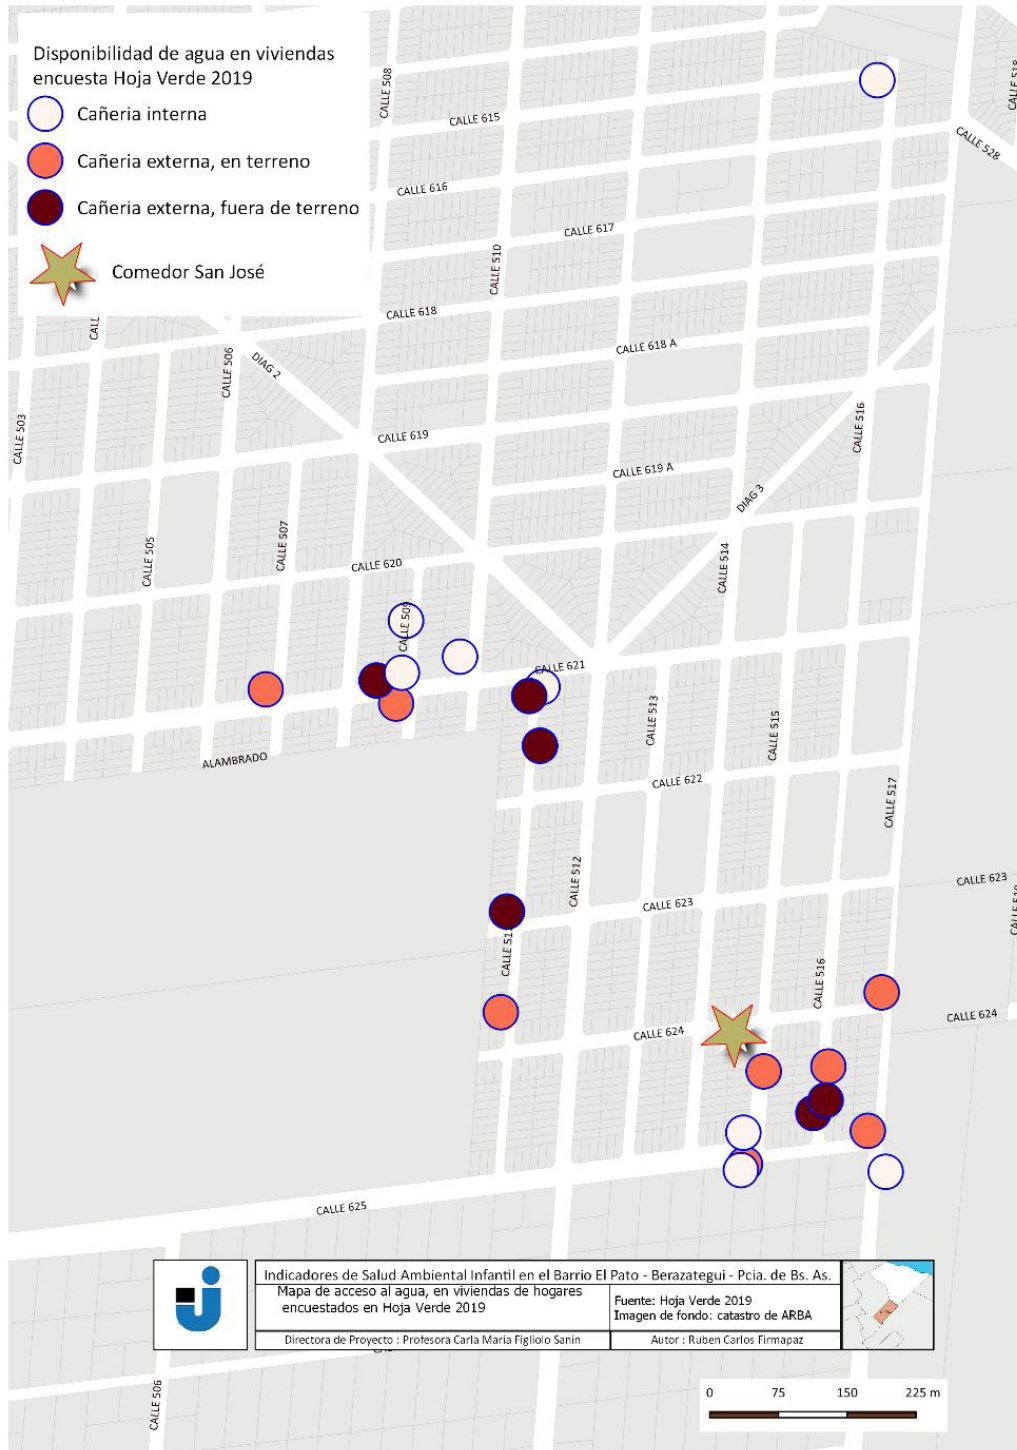 Disponibilidad de agua en viviendas
encuesta Hoja Verde 2019
Cañeria interna
Cañeria externa, en terreno
Cañeria externa, fuera de terreno
Comedor San José
CALLE 508
CALLE 518
CALLE 615
CALLE 528
CALLE 616
CALLE 617
CALLE 510
CALLE 618
CALL
CALLE 506
DIAG 2
CALLE 618 A
CALLE 503
CALLE 619
CALLE 516
CALLE 619 A
DIAG 3
CALLE 505
CALLE 507
CALLE 620
CALLE 514
CALLE 509
CALLE 621
CALLE 513
CALLE 515
ALAMBRADO
CALLE 622
CALLE 517
CALLE 512
CALLE 623
CALLE 623
CALLE 511
CALLE 516
CALLE 624
CALLE 624
CALLE 625
Indicadores de Salud Ambiental Infantil en el Barrio El Pato - Berazategui - Pcia. de Bs. As.
Mapa de acceso al agua, en viviendas de hogares
encuestados en Hoja Verde 2019
Fuente: Hoja Verde 2019
Imagen de fondo: catastro de ARBA
Directora de Proyecto : Profesora Carla Maria Figliolo Sanin
Autor : Ruben Carlos Firmapaz
CALLE 506
0 75 150 225 m